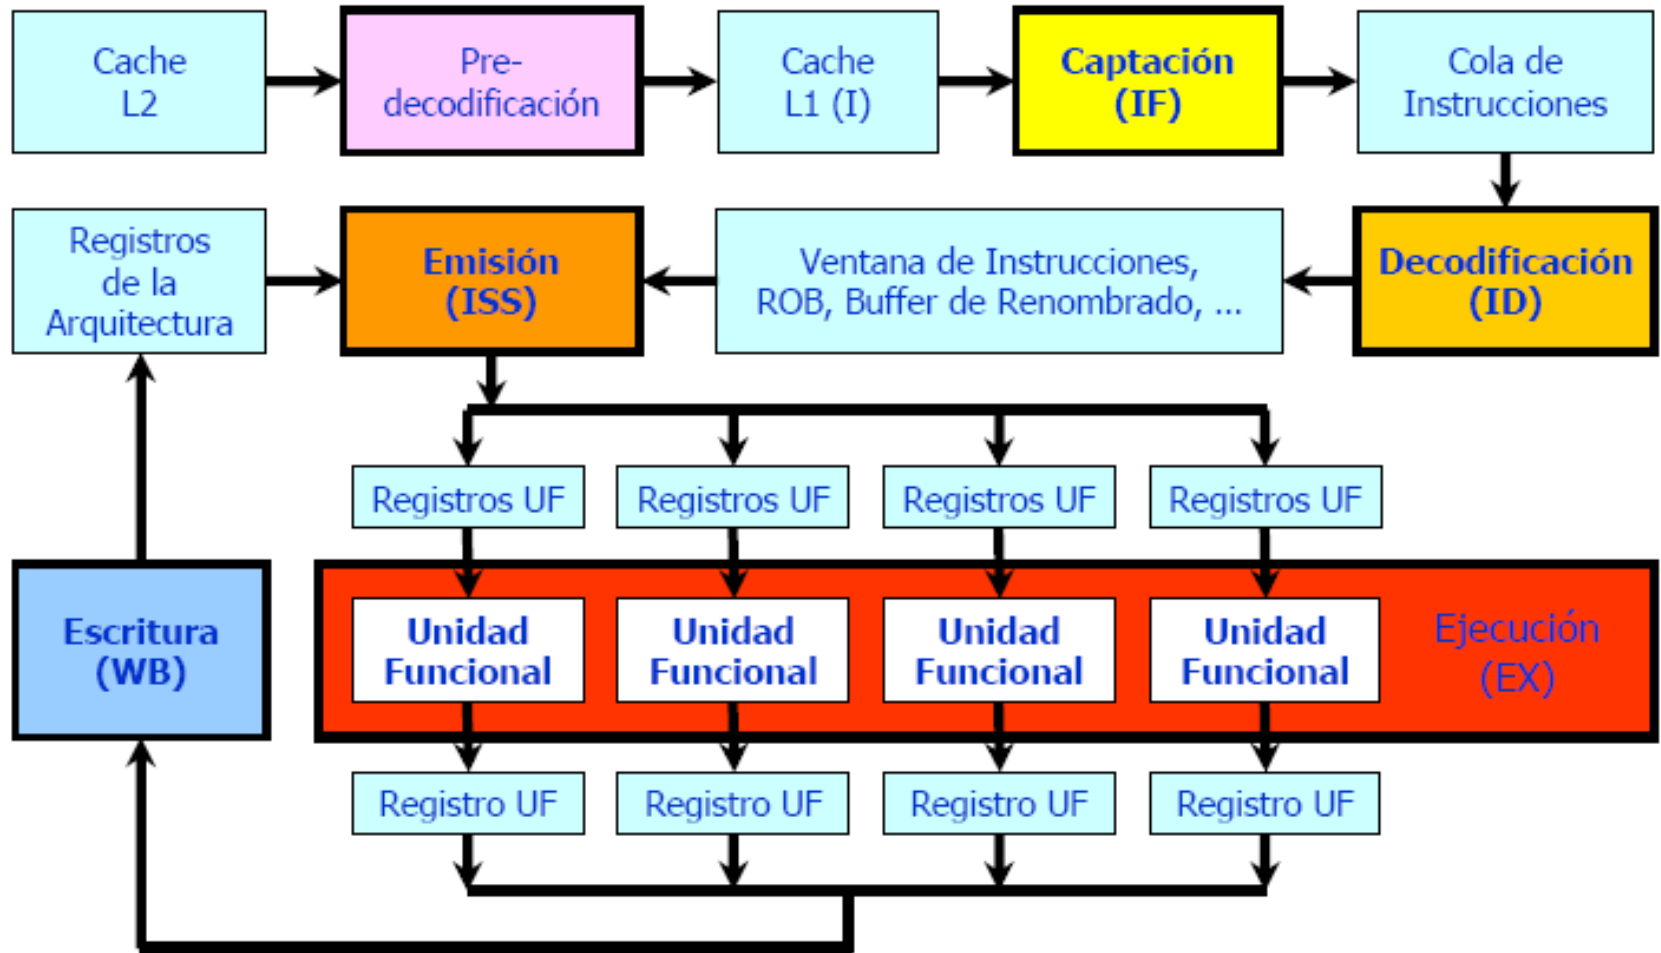 Cache
L2
Pre-
decodificación
Cache
L1 (I)
Captación
(IF)
Cola de
Instrucciones
Registros
de la
Arquitectura
Emisión
(ISS)
Ventana de Instrucciones,
ROB, Buffer de Renombrado, ...
Decodificación
(ID)
Registros UF
Registros UF
Registros UF
Registros UF
Escritura
(WB)
Unidad
Funcional
Unidad
Funcional
Unidad
Funcional
Unidad
Funcional
Ejecución
(EX)
Registro UF
Registro UF
Registro UF
Registro UF